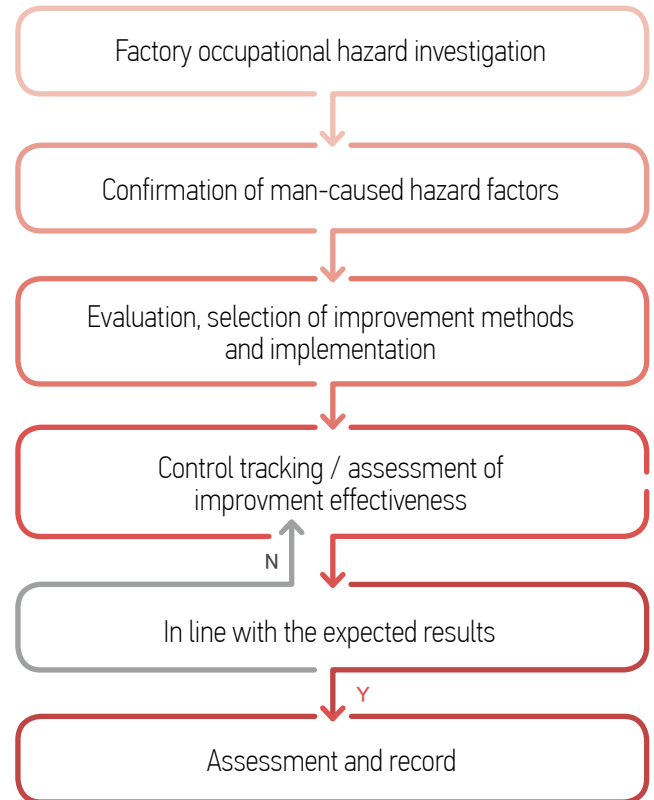 Factory occupational hazard investigation
Confirmation of man-caused hazard factors
Evaluation, selection of improvement methods
and implementation
Control tracking / assessment of
improvment effectiveness
N
In line with the expected results
Y
Assessment and record